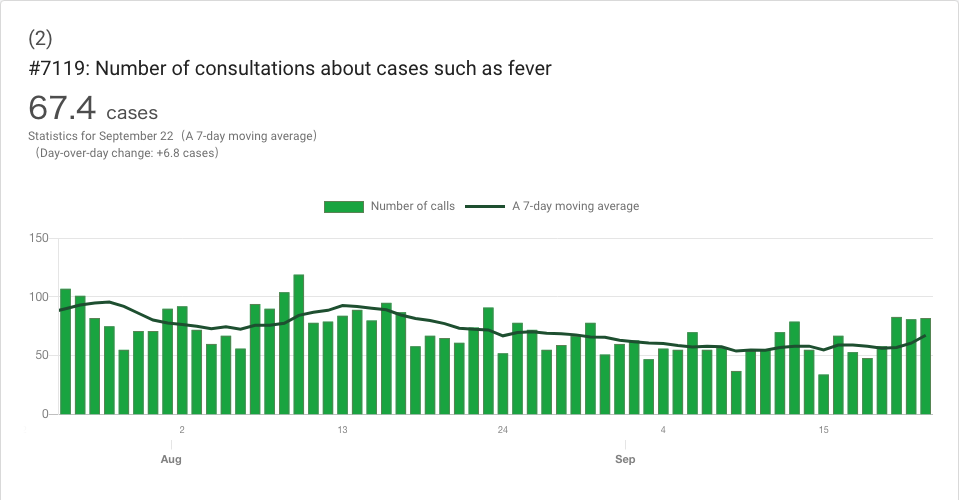 (2)
#7119: Number of consultations about cases such as fever
67.4 cases
Statistics for September 22（A 7-day moving average）
（Day-over-day change: +6.8 cases）
Number of calls A 7-day moving average
150
100
50
0
2 13 24 4 15
Aug Sep